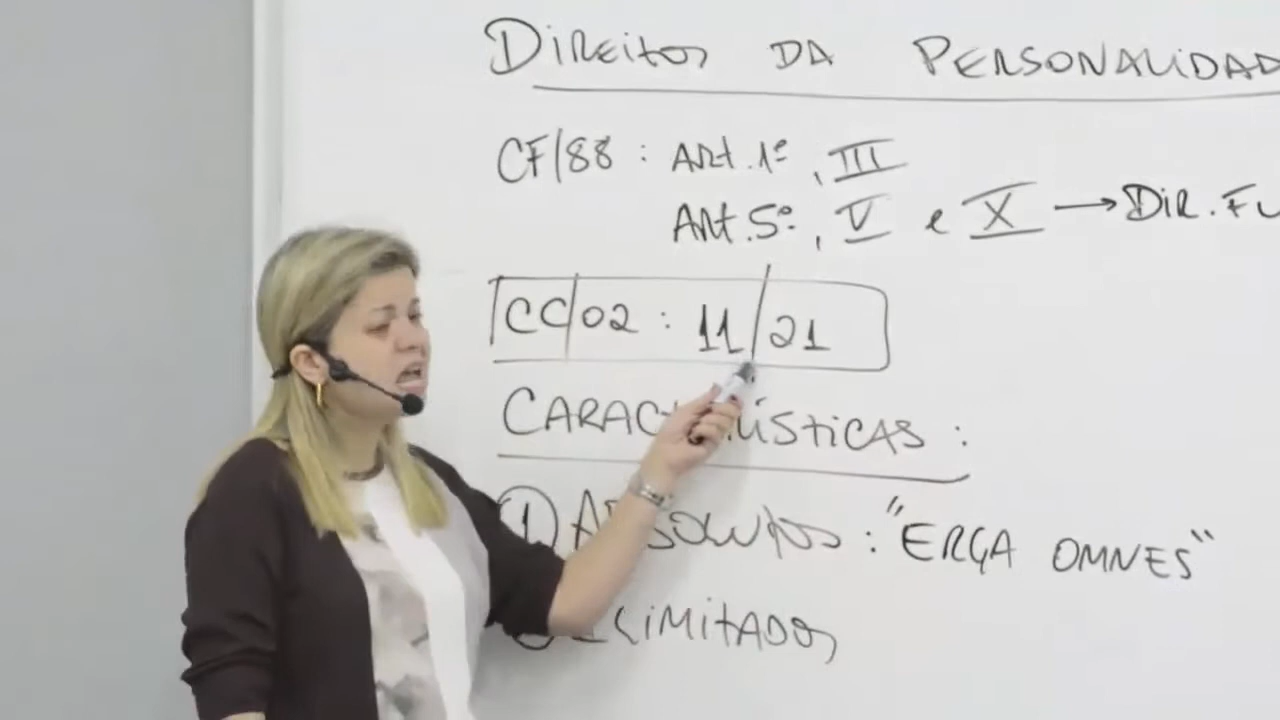 DIREITOS DA PERSONALIDAD
CF/88 : ART. 1º, III
ART. 5º, V e X → DIR. FU
CC/02 : 11/21
CARACTERÍSTICAS :
1) ABSOLUTOS : "ERGA OMNES"
ILIMITADOS